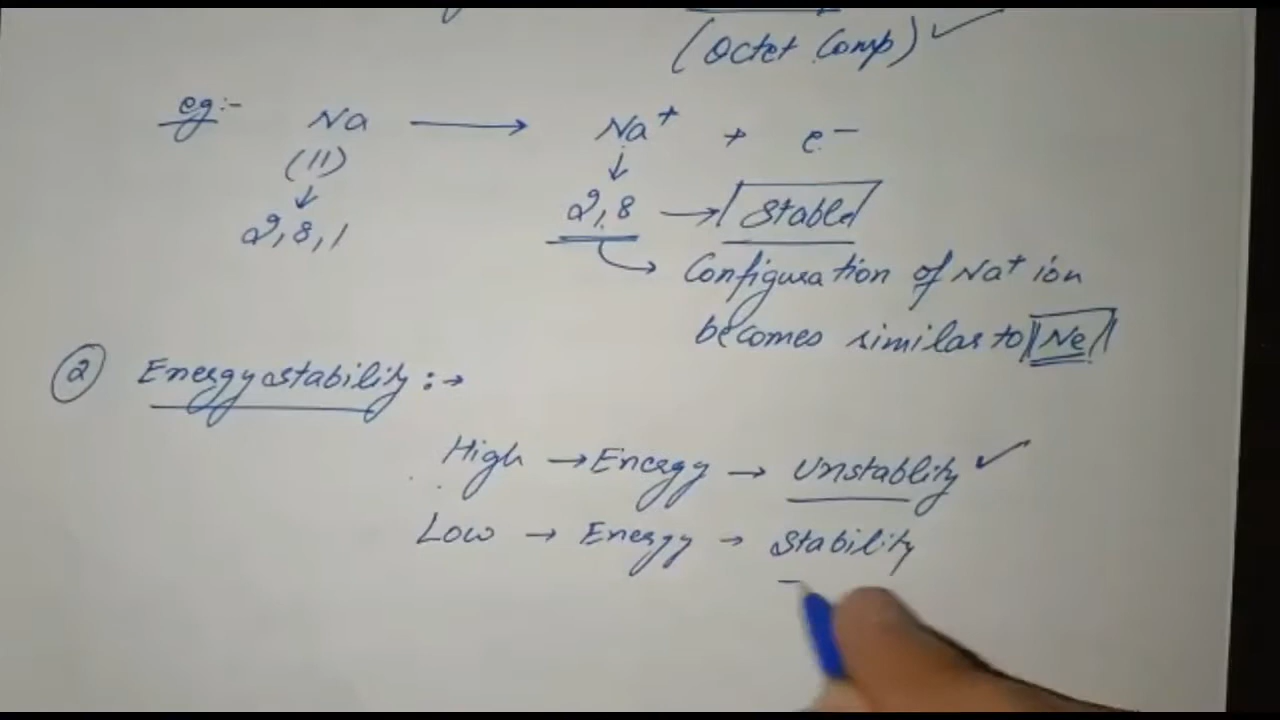 (Octet Comp) ✓
eg:- Na ⟶ Na⁺ + e⁻
(11) ↓
↓ 2,8 → Stable
2,8,1
Configuration of Na⁺ ion
becomes similar to Ne
② Energy stability :→
High → Energy → Unstablity ✓
Low → Energy → Stability